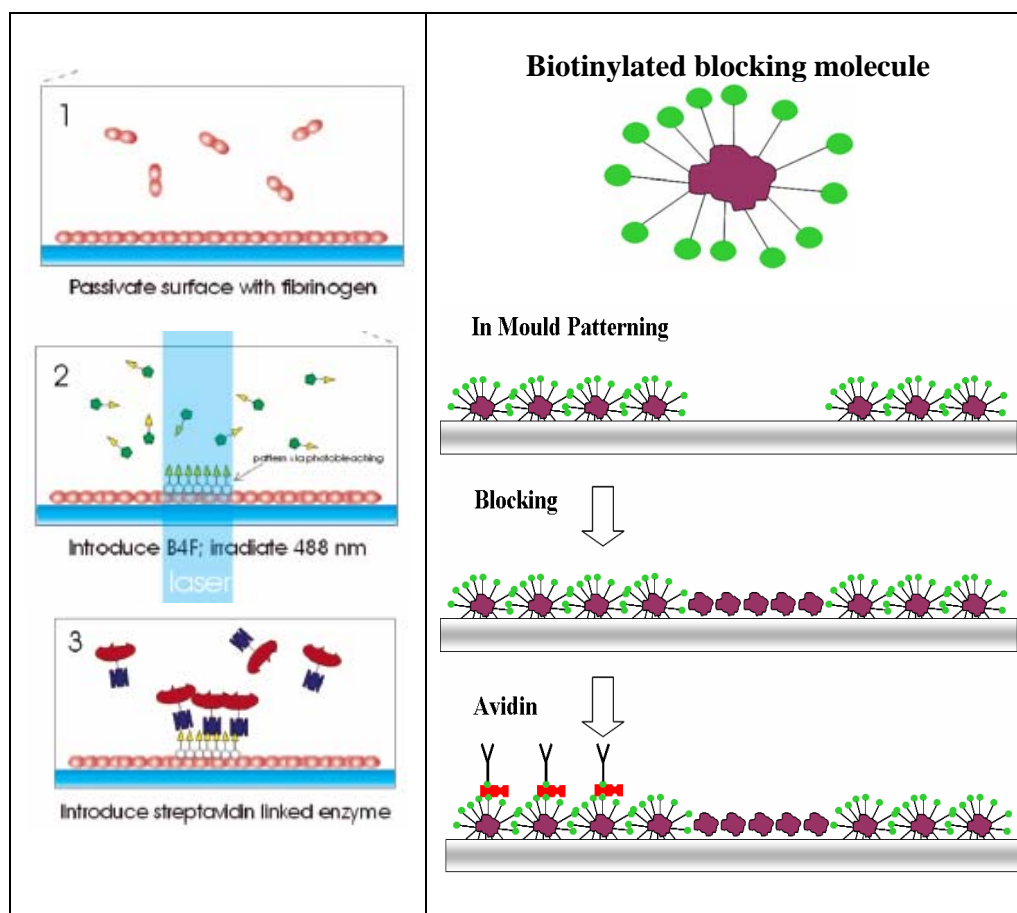 1
Passivate surface with fibrinogen
2
pattern via photobleaching
Introduce B4F; irradiate 488 nm
laser
3
Introduce streptavidin linked enzyme
Biotinylated blocking molecule
In Mould Patterning
Blocking
Avidin